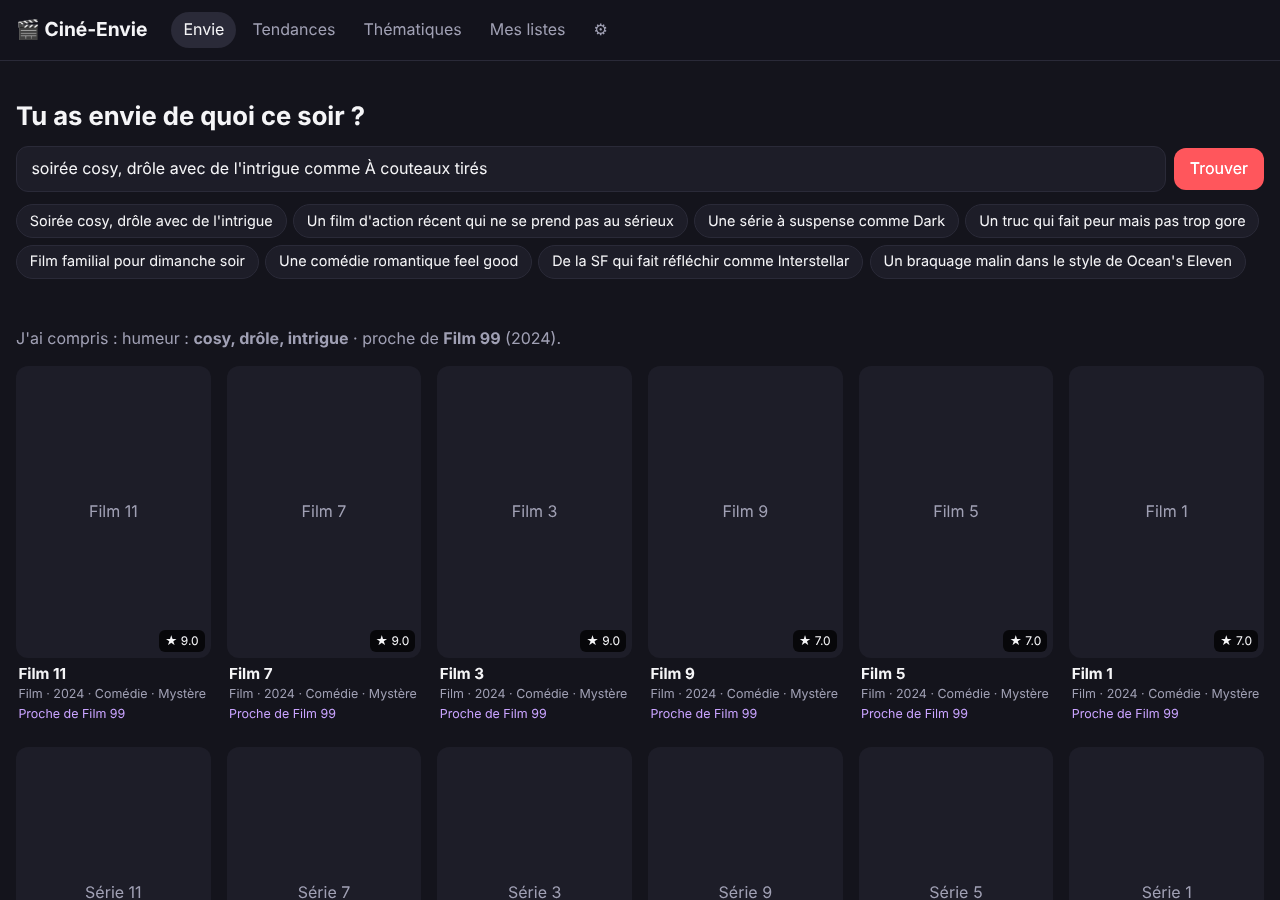 🎬 Ciné-Envie Envie Tendances Thématiques Mes listes ⚙
Tu as envie de quoi ce soir ?
soirée cosy, drôle avec de l'intrigue comme À couteaux tirés Trouver
Soirée cosy, drôle avec de l'intrigue Un film d'action récent qui ne se prend pas au sérieux Une série à suspense comme Dark Un truc qui fait peur mais pas trop gore
Film familial pour dimanche soir Une comédie romantique feel good De la SF qui fait réfléchir comme Interstellar Un braquage malin dans le style de Ocean's Eleven
J'ai compris : humeur : cosy, drôle, intrigue · proche de Film 99 (2024).
Film 11 Film 7 Film 3 Film 9 Film 5 Film 1
★ 9.0 ★ 9.0 ★ 9.0 ★ 7.0 ★ 7.0 ★ 7.0
Film 11 Film 7 Film 3 Film 9 Film 5 Film 1
Film · 2024 · Comédie · Mystère Film · 2024 · Comédie · Mystère Film · 2024 · Comédie · Mystère Film · 2024 · Comédie · Mystère Film · 2024 · Comédie · Mystère Film · 2024 · Comédie · Mystère
Proche de Film 99 Proche de Film 99 Proche de Film 99 Proche de Film 99 Proche de Film 99 Proche de Film 99
Série 11 Série 7 Série 3 Série 9 Série 5 Série 1